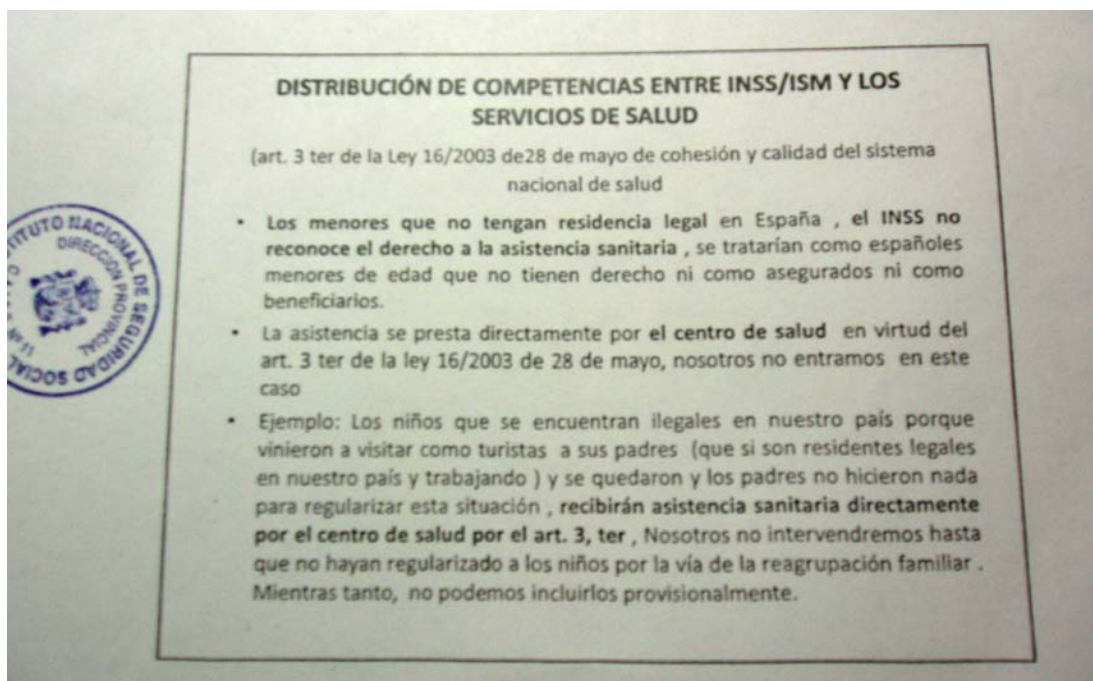 DISTRIBUCIÓN DE COMPETENCIAS ENTRE INSS/ISM Y LOS
SERVICIOS DE SALUD
(art. 3 ter de la Ley 16/2003 de28 de mayo de cohesión y calidad del sistema
nacional de salud
• Los menores que no tengan residencia legal en España , el INSS no
reconoce el derecho a la asistencia sanitaria , se tratarían como españoles
menores de edad que no tienen derecho ni como asegurados ni como
beneficiarios.
• La asistencia se presta directamente por el centro de salud en virtud del
art. 3 ter de la ley 16/2003 de 28 de mayo, nosotros no entramos en este
caso
• Ejemplo: Los niños que se encuentran ilegales en nuestro país porque
vinieron a visitar como turistas a sus padres (que si son residentes legales
en nuestro país y trabajando ) y se quedaron y los padres no hicieron nada
para regularizar esta situación , recibirán asistencia sanitaria directamente
por el centro de salud por el art. 3, ter , Nosotros no intervendremos hasta
que no hayan regularizado a los niños por la vía de la reagrupación familiar .
Mientras tanto, no podemos incluirlos provisionalmente.
NACIONAL DE SEGURIDAD SOCIAL
DIRECCIÓN PROVINCIAL